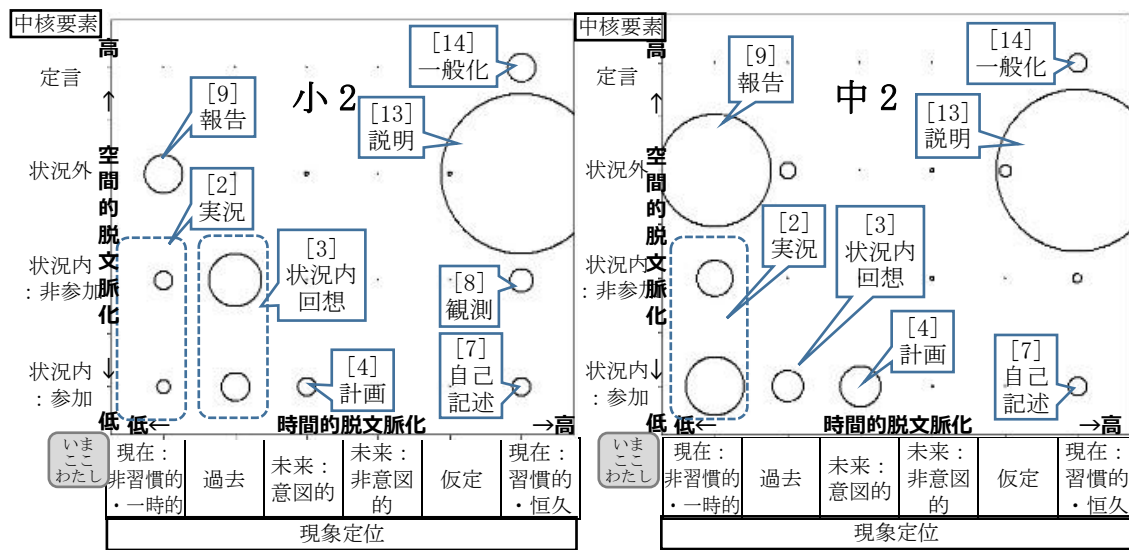 中核要素
高
定言
↑
空間的脱文脈化
状況外
状況内
：非参加
状況内
：参加
↓
低
小２
[14]
一般化
[9]
報告
[13]
説明
[2]
実況
[3]
状況内
回想
[8]
観測
[4]
計画
[7]
自己
記述
低←
時間的脱文脈化
→高
いま
ここ
わたし
現在：
非習慣的
・一時的
過去
未来：
意図的
未来：
非意図
的
仮定
現在：
習慣的
・恒久
現象定位
中核要素
高
定言
↑
空間的脱文脈化
状況外
状況内
：非参加
状況内
：参加
↓
低
中２
[14]
一般化
[9]
報告
[13]
説明
[2]
実況
[3]
状況内
回想
[4]
計画
[7]
自己
記述
低←
時間的脱文脈化
→高
いま
ここ
わたし
現在：
非習慣的
・一時的
過去
未来：
意図的
未来：
非意図
的
仮定
現在：
習慣的
・恒久
現象定位